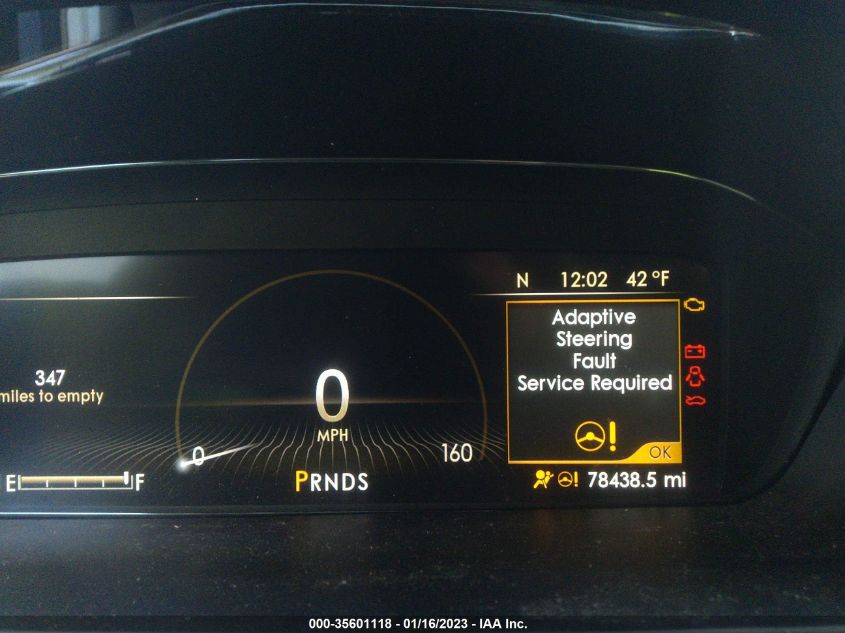 N 12:02 42 °F
Adaptive
Steering
Fault
Service Required
OK
347
miles to empty
0
MPH
0 160
E F
PRNDS
78438.5 mi
000-35601118 - 01/16/2023 - IAA Inc.